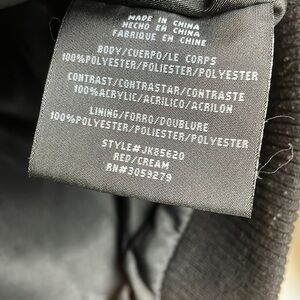 MADE IN CHINA
HECHO EN CHINA
FABRIQUE EN CHINE
BODY/CUERPO/LE CORPS
100%POLYESTER/POLIESTER/POLYESTER
CONTRAST/CONTRASTAR/CONTRASTE
100%ACRYLIC/ACRILICO/ACRILON
LINING/FORRO/DOUBLURE
100%POLYESTER/POLIESTER/POLYESTER
STYLE#JK85620
RED/CREAM
RN#3059279